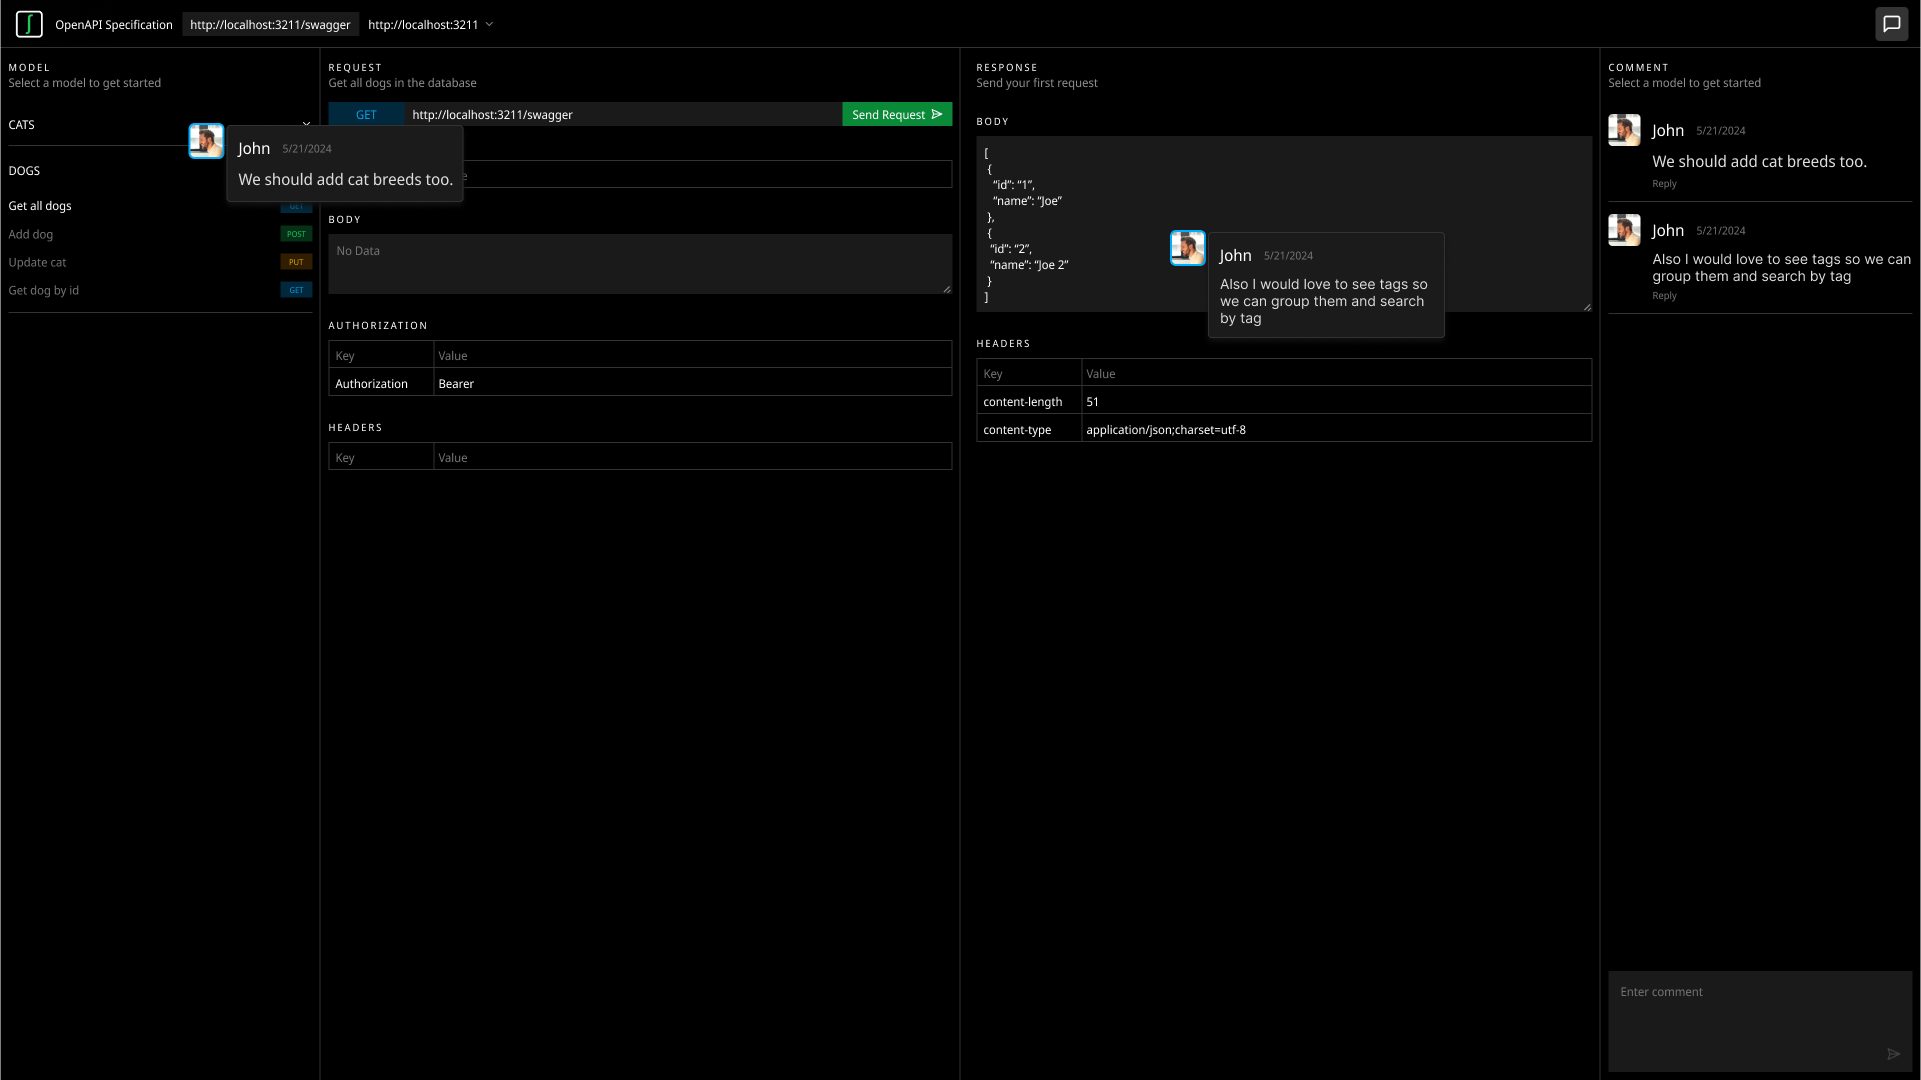 OpenAPI Specification
http://localhost:3211/swagger
http://localhost:3211
MODEL
Select a model to get started
CATS
DOGS
Get all dogs
GET
Add dog
POST
Update cat
PUT
Get dog by id
GET
John 5/21/2024
We should add cat breeds too.
REQUEST
Get all dogs in the database
GET
http://localhost:3211/swagger
Send Request
BODY
No Data
AUTHORIZATION
Key Value
Authorization Bearer
HEADERS
Key Value
RESPONSE
Send your first request
BODY
[
{
“id”: “1”,
“name”: “Joe”
},
{
“id”: “2”,
“name”: “Joe 2”
}
]
John 5/21/2024
Also I would love to see tags so
we can group them and search
by tag
HEADERS
Key Value
content-length 51
content-type application/json;charset=utf-8
COMMENT
Select a model to get started
John 5/21/2024
We should add cat breeds too.
Reply
John 5/21/2024
Also I would love to see tags so we can
group them and search by tag
Reply
Enter comment